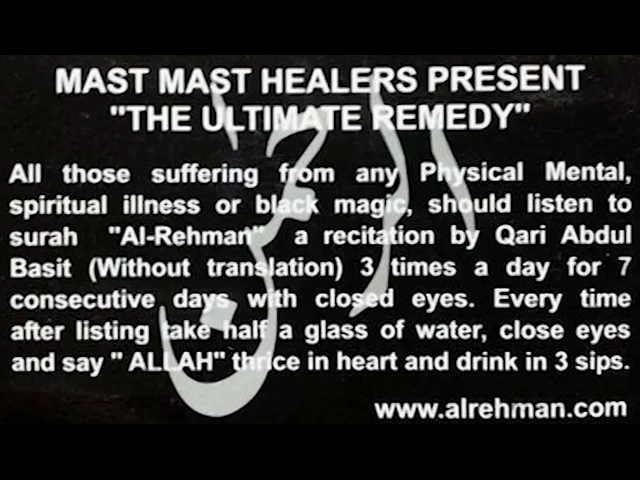 MAST MAST HEALERS PRESENT
"THE ULTIMATE REMEDY"
All those suffering from any Physical Mental,
spiritual illness or black magic, should listen to
surah "Al-Rehman" a recitation by Qari Abdul
Basit (Without translation) 3 times a day for 7
consecutive days with closed eyes. Every time
after listing take half a glass of water, close eyes
and say " ALLAH" thrice in heart and drink in 3 sips.
www.alrehman.com
الرحمن